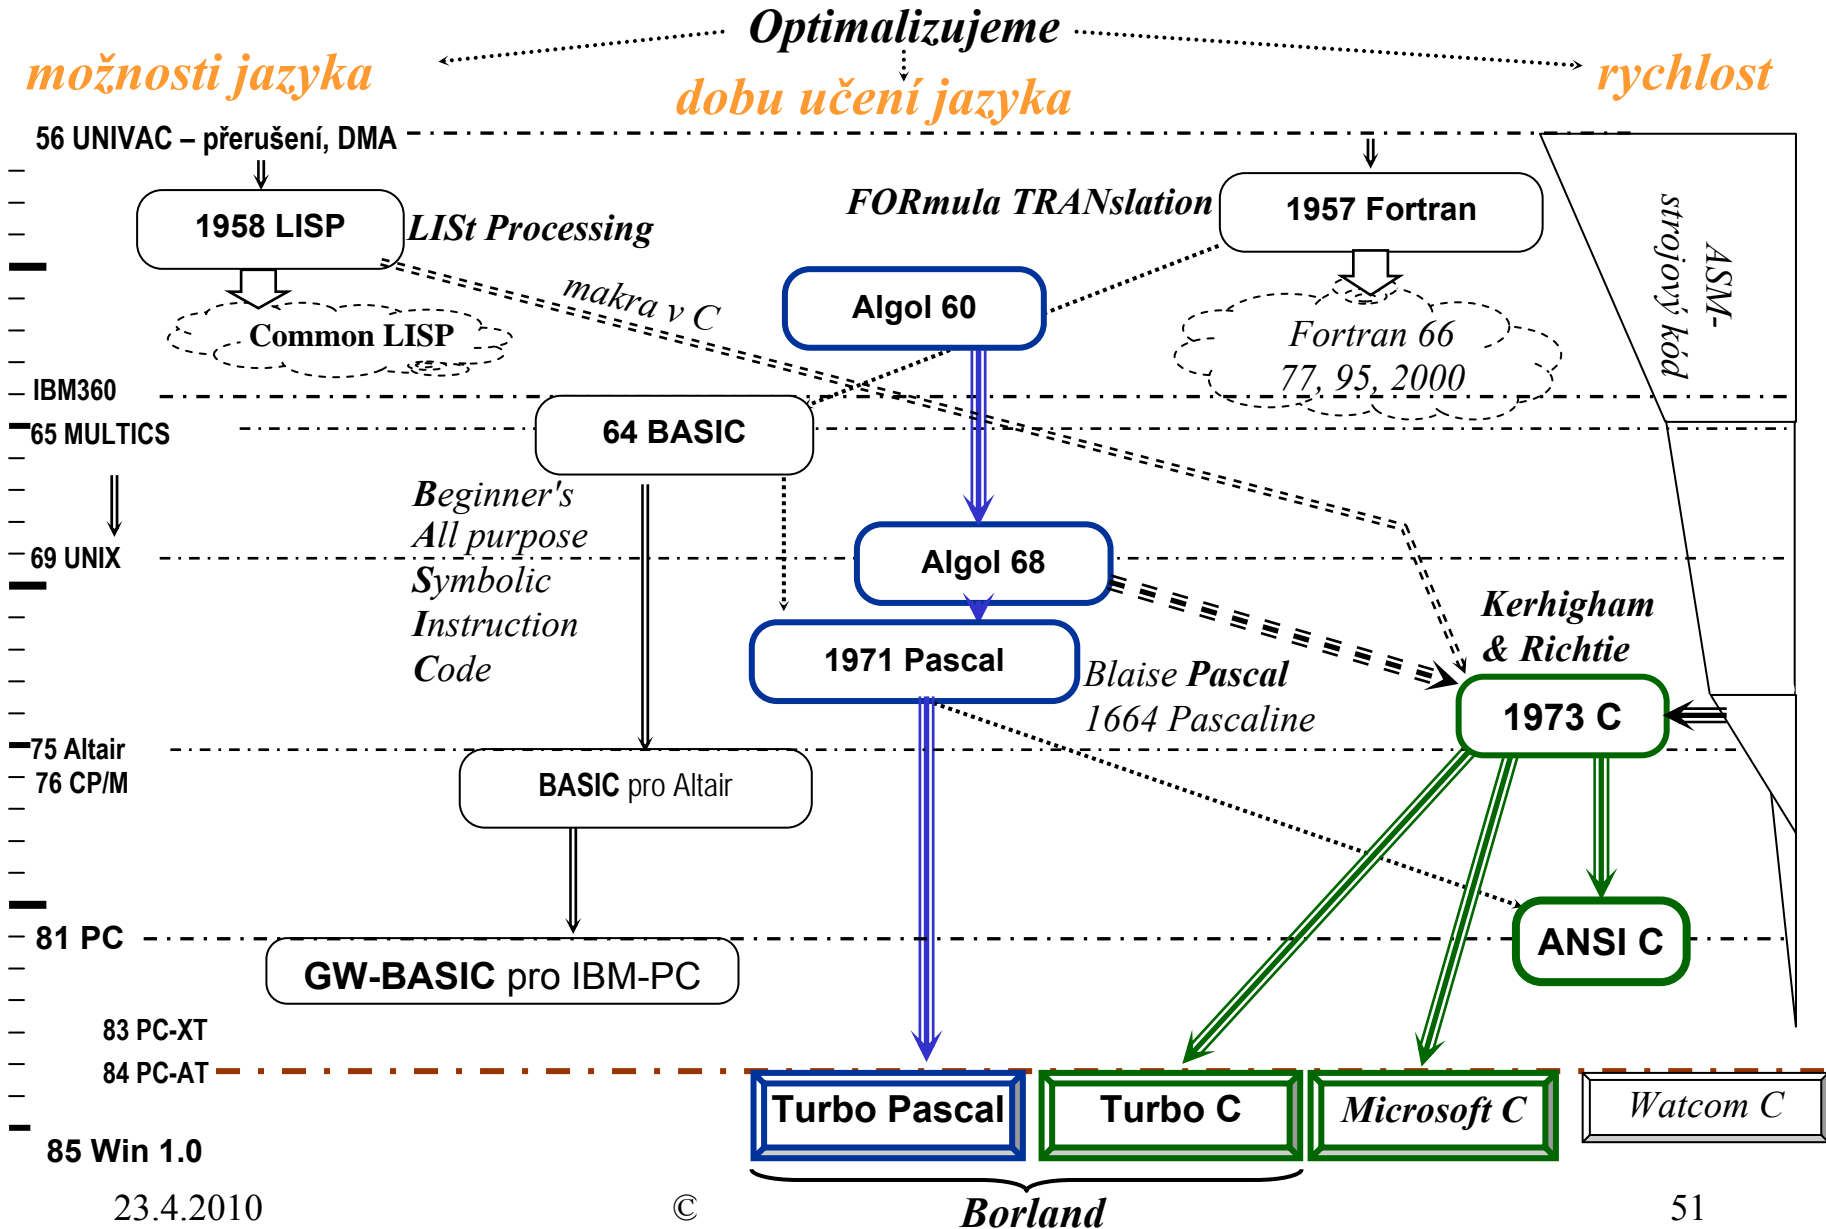 Optimalizujeme
možnosti jazyka
dobu učení jazyka
rychlost
56 UNIVAC – přerušení, DMA
1958 LISP
LISt Processing
FORmula TRANslation
1957 Fortran
ASM-
strojový kód
makra v C
Algol 60
Common LISP
Fortran 66
77, 95, 2000
IBM360
65 MULTICS
64 BASIC
Beginner's
All purpose
Symbolic
Instruction
Code
69 UNIX
Algol 68
Kerhigham
& Richtie
1971 Pascal
Blaise Pascal
1664 Pascaline
1973 C
75 Altair
76 CP/M
BASIC pro Altair
81 PC
GW-BASIC pro IBM-PC
ANSI C
83 PC-XT
84 PC-AT
Turbo Pascal
Turbo C
Microsoft C
Watcom C
85 Win 1.0
23.4.2010
©
Borland
51